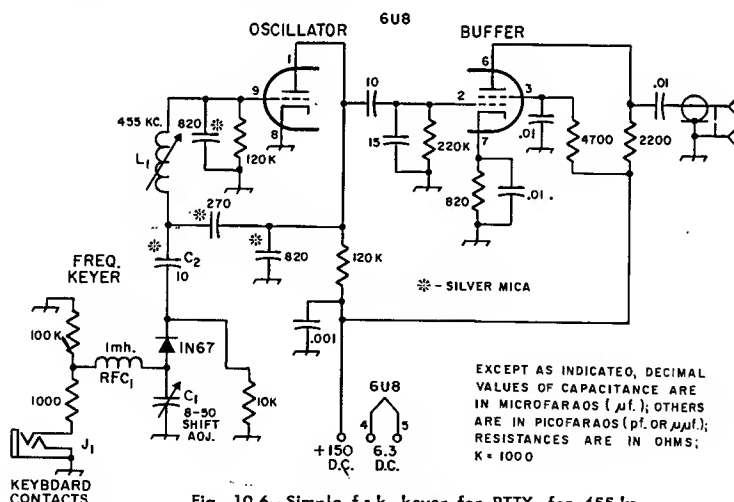 6U8
OSCILLATOR
BUFFER
1
9
8
6
2
3
7
10
.01
455 KC.
820
120K
L1
15
220K
.01
4700
2200
820
.01
270
820
120K
FREQ.
KEYER
C2
10
※ - SILVER MICA
100K
1mh.
RFC1
1N67
.001
1000
C1
8-50
SHIFT
AOJ.
10K
J1
6U8
4 5
+150
D.C.
6.3
D.C.
EXCEPT AS INDICATED, DECIMAL
VALUES OF CAPACITANCE ARE
IN MICROFARAOS ( µf.); OTHERS
ARE IN PICOFARAOS (pf. OR µµf.);
RESISTANCES ARE IN OHMS;
K = 1000
KEYBDARD
CONTACTS
Fig. 10.6 - Simple f.s.k. keyer for RTTY, for 455 kc.